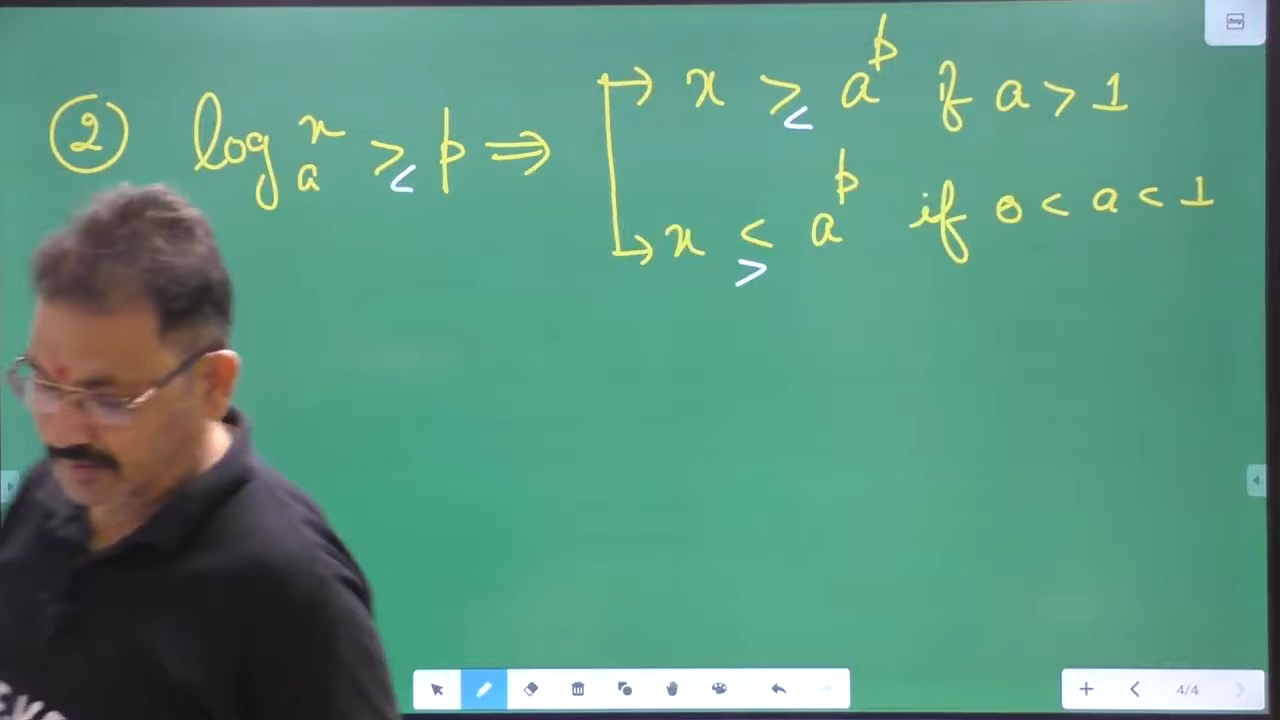 ② log_a x > p ⇒ x > a^p if a > 1
< <
x < a^p if 0 < a < 1
>
4/4